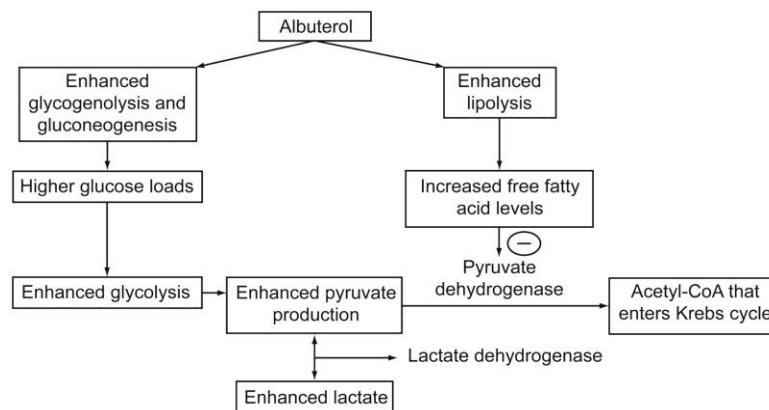 Albuterol
Enhanced
glycogenolysis and
gluconeogenesis
Enhanced
lipolysis
Higher glucose loads
Increased free fatty
acid levels
−
Pyruvate
dehydrogenase
Enhanced glycolysis
Enhanced pyruvate
production
Acetyl-CoA that
enters Krebs cycle
Lactate dehydrogenase
Enhanced lactate